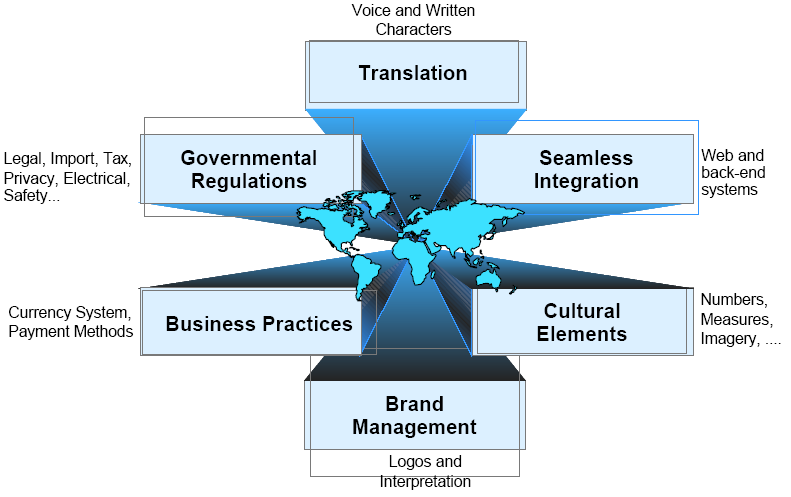 Voice and Written
Characters
Translation
Legal, Import, Tax,
Privacy, Electrical,
Safety...
Governmental
Regulations
Seamless
Integration
Web and
back-end
systems
Currency System,
Payment Methods
Business Practices
Cultural
Elements
Numbers,
Measures,
Imagery, ....
Brand
Management
Logos and
Interpretation